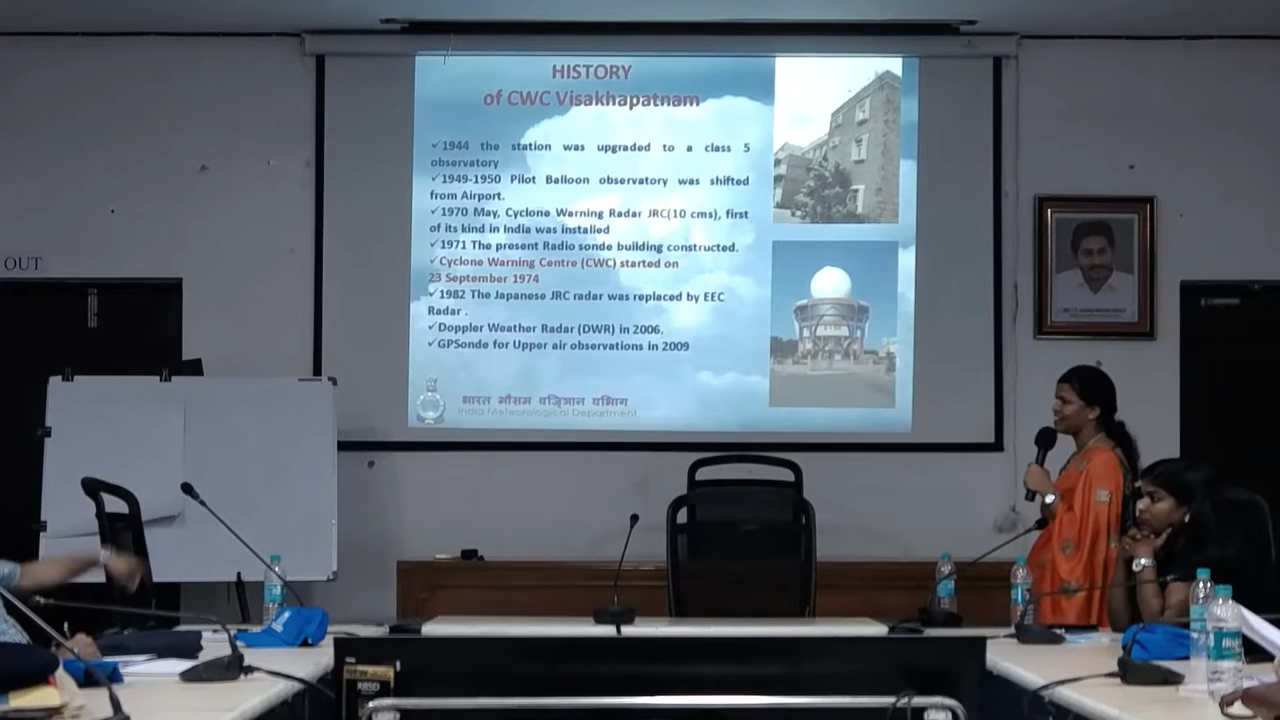 HISTORY
of CWC Visakhapatnam
✓1944 the station was upgraded to a class 5
observatory
✓1949-1950 Pilot Balloon observatory was shifted
from Airport.
✓1970 May, Cyclone Warning Radar JRC(10 cms), first
of its kind in India was installed
✓1971 The present Radio sonde building constructed.
✓Cyclone Warning Centre (CWC) started on
23 September 1974
✓1982 The Japanese JRC radar was replaced by EEC
Radar .
✓Doppler Weather Radar (DWR) in 2006.
✓GPSonde for Upper air observations in 2009
भारत मौसम वज्ञिान वभिाग
India Meteorological Department
OUT
NEW